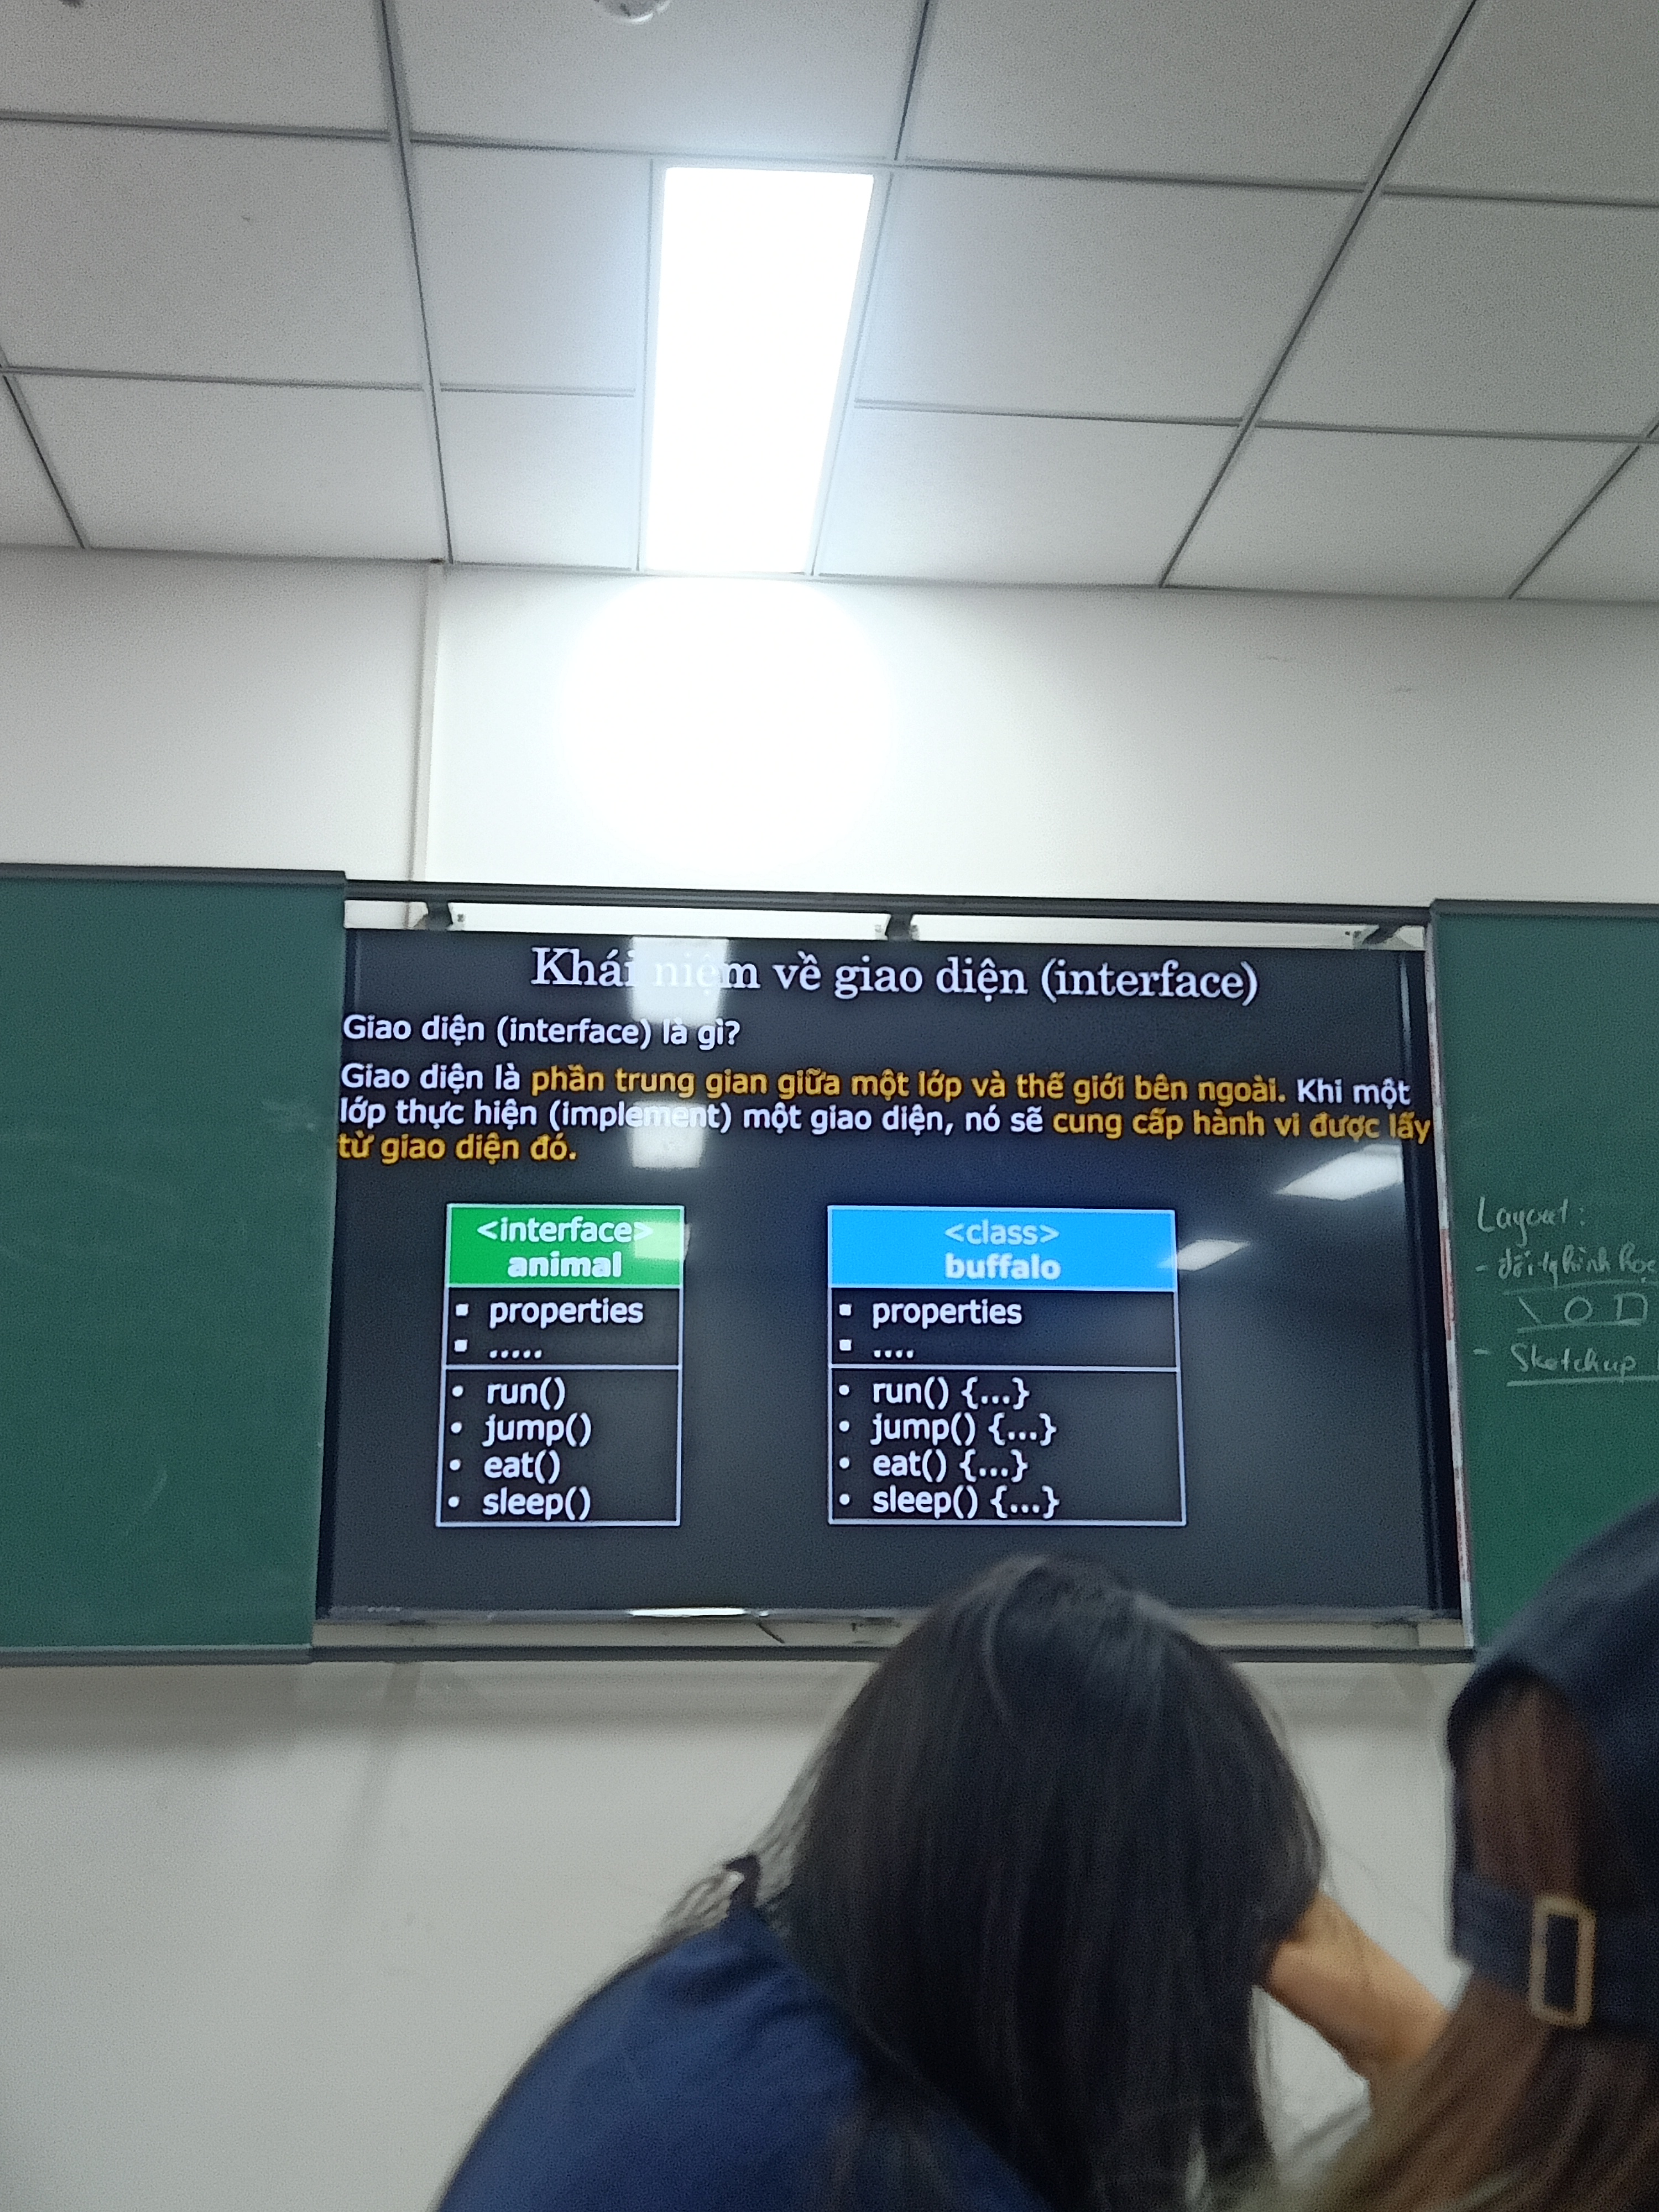 Khái niệm về giao diện (interface)
Giao diện (interface) là gì?
Giao diện là phần trung gian giữa một lớp và thế giới bên ngoài. Khi một
lớp thực hiện (implement) một giao diện, nó sẽ cung cấp hành vi được lấy
từ giao diện đó.
<interface>
animal
▪ properties
▪ .....
• run()
• jump()
• eat()
• sleep()
<class>
buffalo
▪ properties
▪ ....
• run() {...}
• jump() {...}
• eat() {...}
• sleep() {...}
Layout:
- hình học
- Sketchup